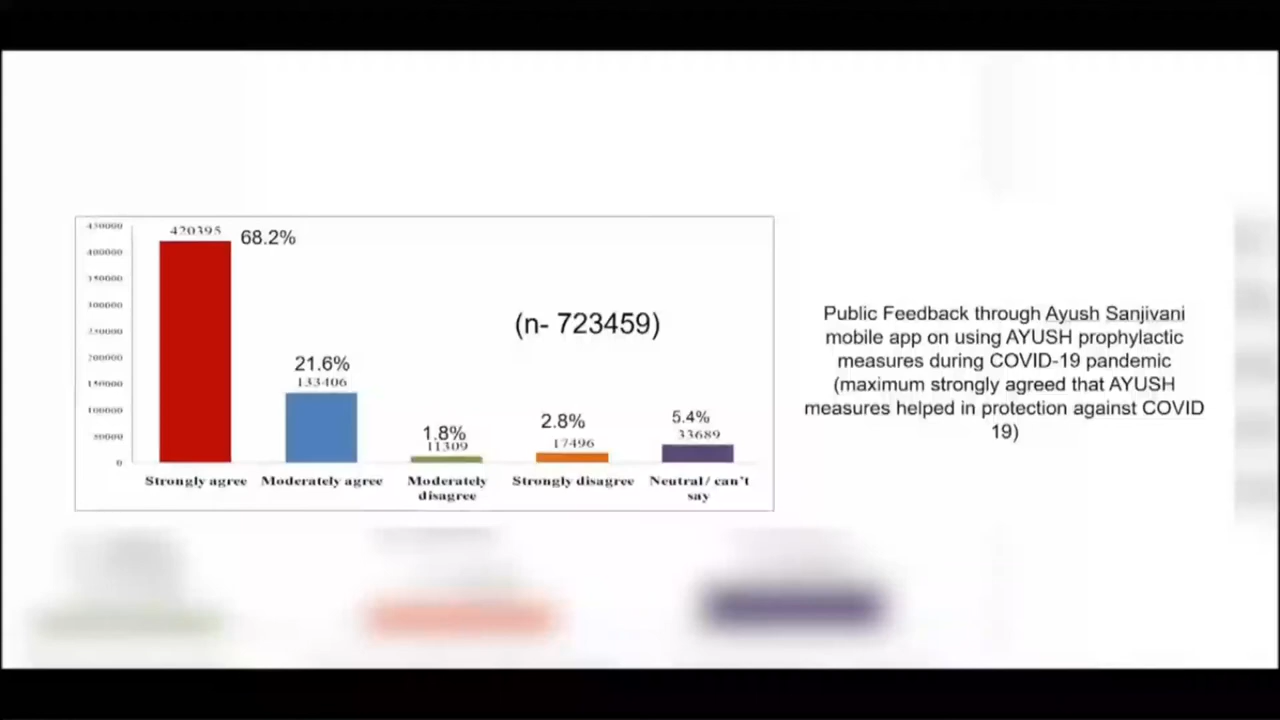 450000
400000
350000
300000
250000
200000
150000
100000
50000
0
420395
68.2%
21.6%
133406
1.8%
11309
2.8%
17496
5.4%
33689
(n- 723459)
Strongly agree
Moderately agree
Moderately
disagree
Strongly disagree
Neutral / can't
say
Public Feedback through Ayush Sanjivani
mobile app on using AYUSH prophylactic
measures during COVID-19 pandemic
(maximum strongly agreed that AYUSH
measures helped in protection against COVID
19)